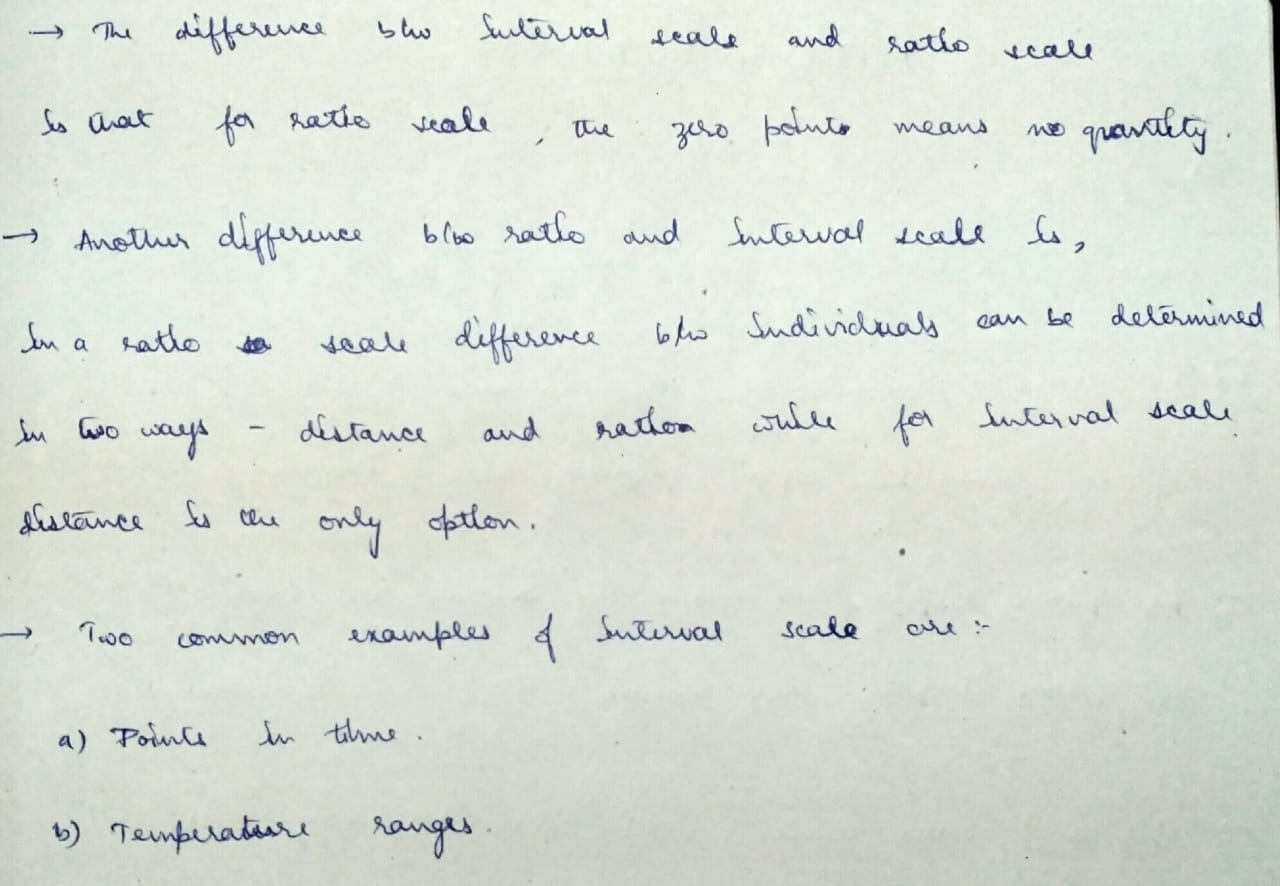 → The difference b/w Interval scale and ratio scale
is that for ratio scale, the zero points means no quantity.
→ Another difference b/w ratio and interval scale is,
In a ratio scale difference b/w individuals can be determined
in two ways - distance and ratio while for interval scale
distance is the only option.
→ Two common examples of Interval scale are :-
a) Points in time.
b) Temperature ranges.